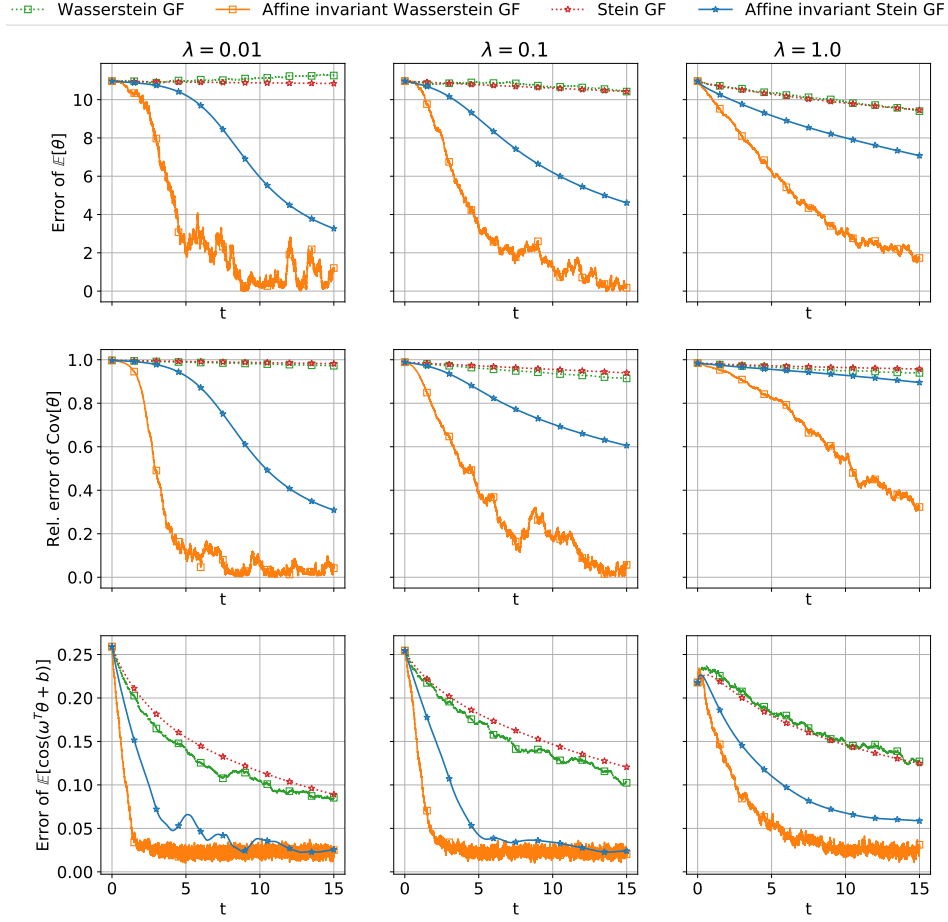 Wasserstein GF Affine invariant Wasserstein GF Stein GF Affine invariant Stein GF
λ = 0.01 λ = 0.1 λ = 1.0
Error of 𝔼[θ]
10
8
6
4
2
0
t t t
Rel. error of Cov[θ]
1.0
0.8
0.6
0.4
0.2
0.0
t t t
Error of 𝔼[cos(ω^Tθ + b)]
0.25
0.20
0.15
0.10
0.05
0.00
0 5 10 15 0 5 10 15 0 5 10 15
t t t